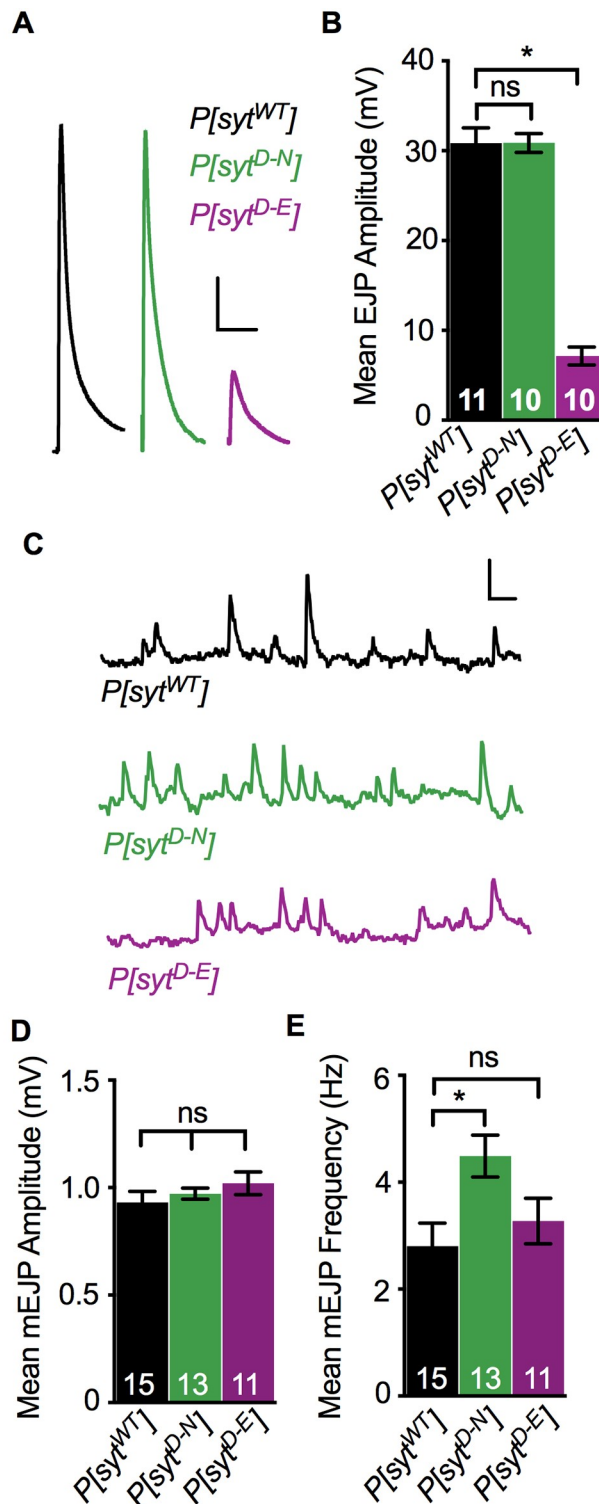 A
P[syt^WT]
P[syt^D-N]
P[syt^D-E]
B
Mean EJP Amplitude (mV)
40
30
20
10
0
*
ns
11
10
10
P[syt^WT]
P[syt^D-N]
P[syt^D-E]
C
P[syt^WT]
P[syt^D-N]
P[syt^D-E]
D
Mean mEJP Amplitude (mV)
1.5
1.0
0.5
0
ns
15
13
11
P[syt^WT]
P[syt^D-N]
P[syt^D-E]
E
Mean mEJP Frequency (Hz)
6
4
2
0
ns
*
15
13
11
P[syt^WT]
P[syt^D-N]
P[syt^D-E]